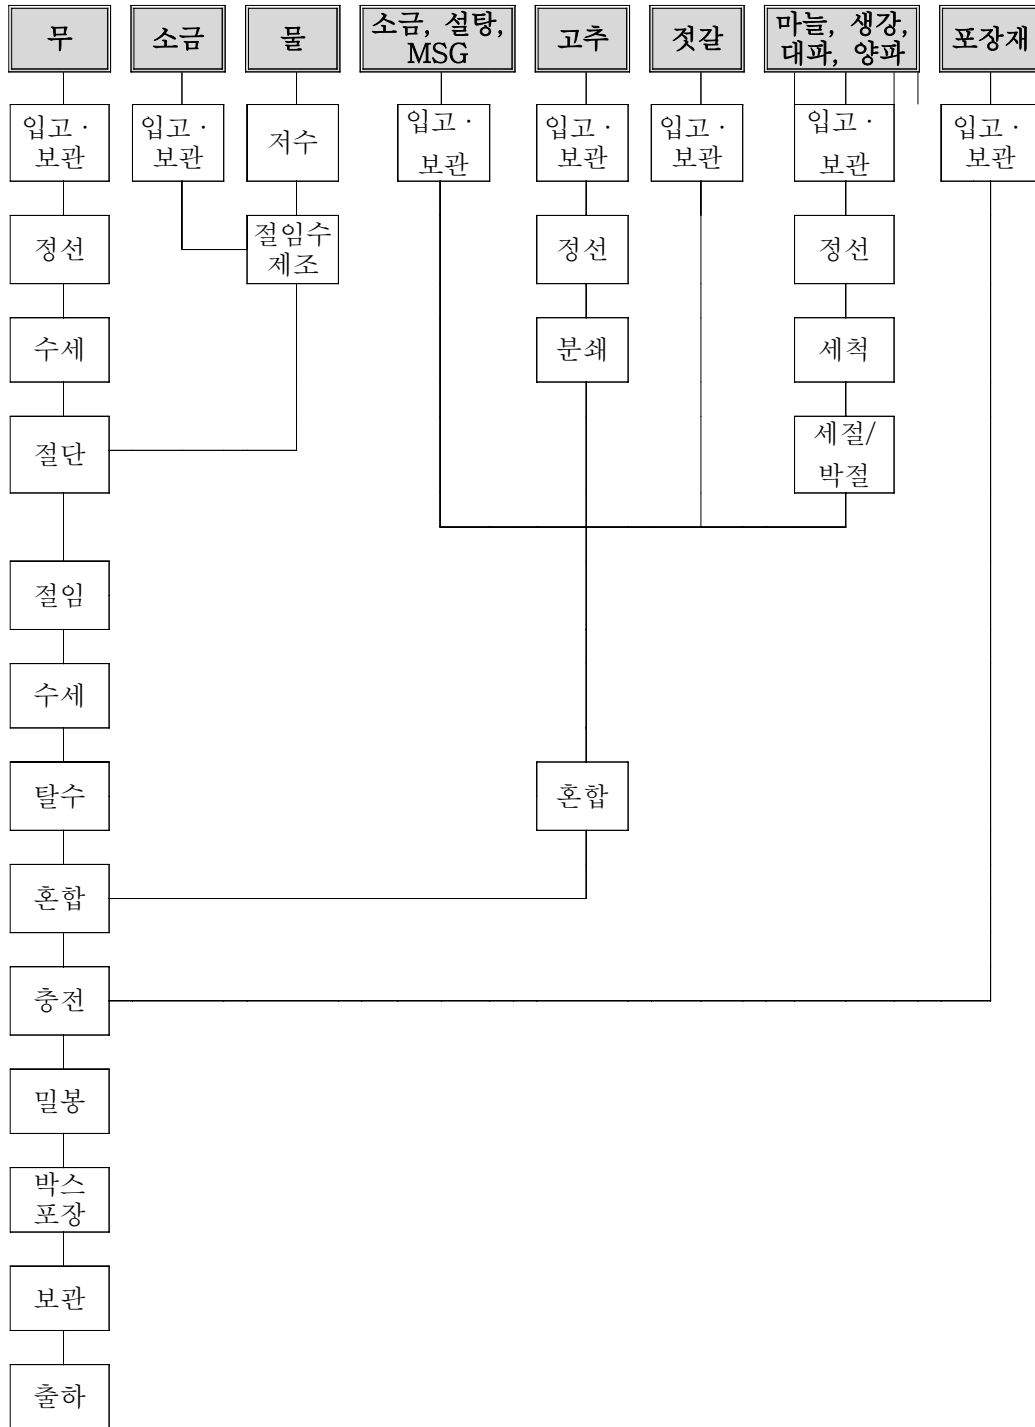 무
소금
물
소금, 설탕,
MSG
고추
젓갈
마늘, 생강,
대파, 양파
포장재
입고·
보관
입고·
보관
저수
입고·
보관
입고·
보관
입고·
보관
입고·
보관
입고·
보관
정선
절임수
제조
정선
정선
수세
분쇄
세척
절단
세절/
박절
절임
수세
탈수
혼합
혼합
충전
밀봉
박스
포장
보관
출하